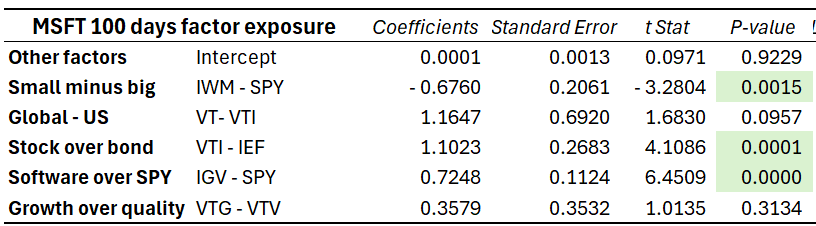 MSFT 100 days factor exposure Coefficients Standard Error t Stat P-value
Other factors Intercept 0.0001 0.0013 0.0971 0.9229
Small minus big IWM - SPY - 0.6760 0.2061 - 3.2804 0.0015
Global - US VT- VTI 1.1647 0.6920 1.6830 0.0957
Stock over bond VTI - IEF 1.1023 0.2683 4.1086 0.0001
Software over SPY IGV - SPY 0.7248 0.1124 6.4509 0.0000
Growth over quality VTG - VTV 0.3579 0.3532 1.0135 0.3134